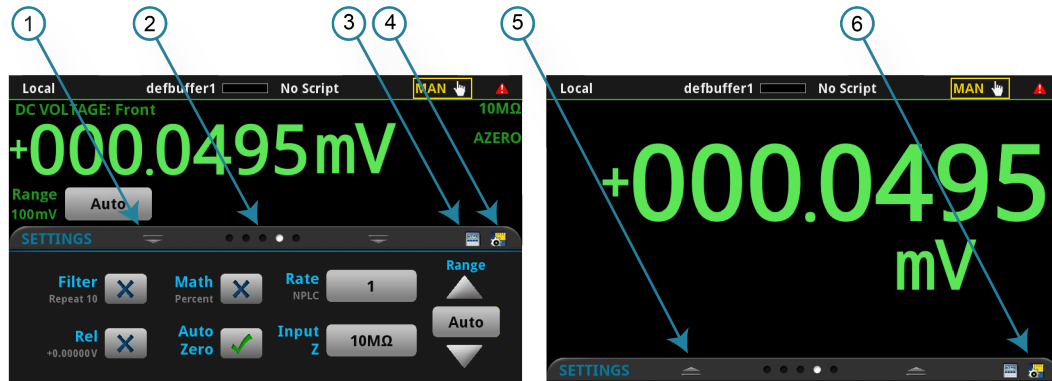 1 2 3 4 5 6
Local defbuffer1 No Script MAN
DC VOLTAGE: Front 10MΩ
+000.0495 mV AZERO
Range
100mV Auto
SETTINGS
Filter
Repeat 10
Math
Percent
Rate
NPLC
1
Range
Auto
Rel
+0.00000V
Auto
Zero
Input
Z
10MΩ
Local defbuffer1 No Script MAN
+000.0495
mV
SETTINGS